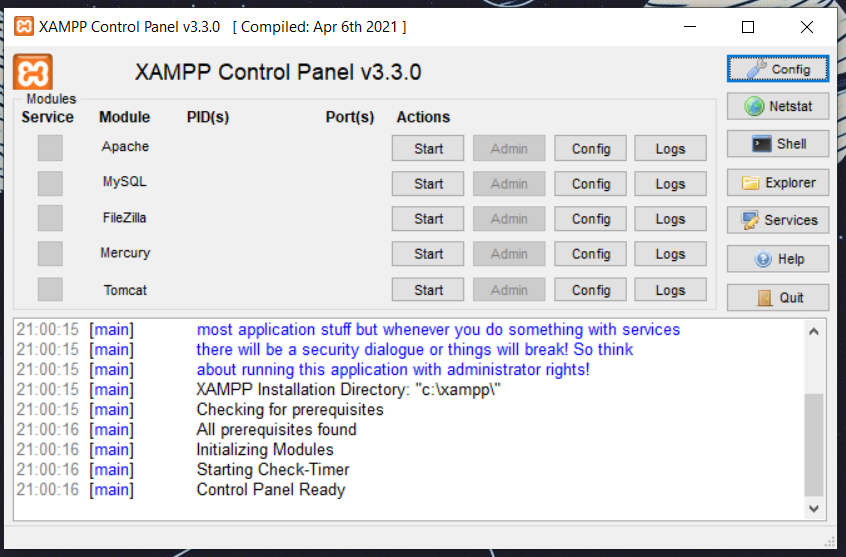 XAMPP Control Panel v3.3.0 [ Compiled: Apr 6th 2021 ]
XAMPP Control Panel v3.3.0
Config
Modules
Service Module PID(s) Port(s) Actions
Netstat
Apache Start Admin Config Logs
Shell
MySQL Start Admin Config Logs
Explorer
FileZilla Start Admin Config Logs
Services
Mercury Start Admin Config Logs
Help
Tomcat Start Admin Config Logs
Quit
21:00:15 [main] most application stuff but whenever you do something with services
21:00:15 [main] there will be a security dialogue or things will break! So think
21:00:15 [main] about running this application with administrator rights!
21:00:15 [main] XAMPP Installation Directory: "c:\xampp\"
21:00:15 [main] Checking for prerequisites
21:00:16 [main] All prerequisites found
21:00:16 [main] Initializing Modules
21:00:16 [main] Starting Check-Timer
21:00:16 [main] Control Panel Ready